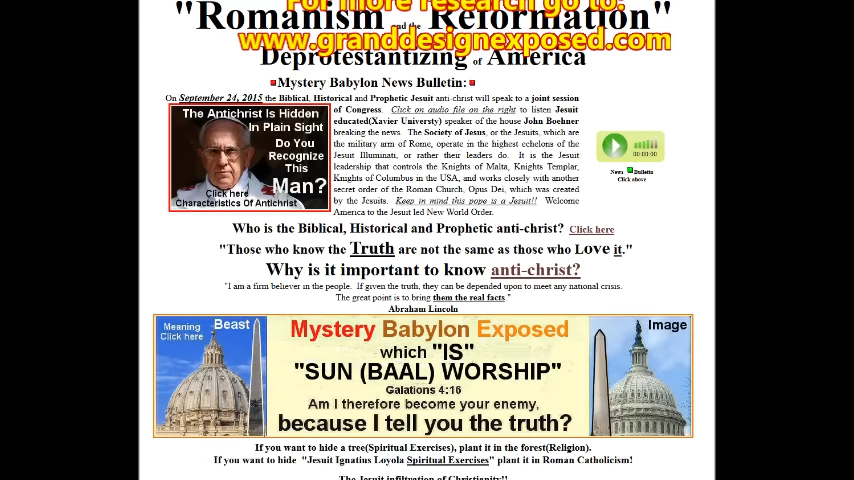 For more research go to:
"Romanism and the Reformation"
www.granddesignexposed.com
Deprotestantizing of America
Mystery Babylon News Bulletin:
On September 24, 2015 the Biblical, Historical and Prophetic Jesuit anti-christ will speak to a joint session
of Congress. Click on audio file on the right to listen Jesuit
educated(Xavier Universty) speaker of the house John Boehner
breaking the news. The Society of Jesus, or the Jesuits, which are
the military arm of Rome, operate in the highest echelons of the
Jesuit Illuminati, or rather their leaders do. It is the Jesuit
leadership that controls the Knights of Malta, Knights Templar,
Knights of Columbus in the USA, and works closely with another
secret order of the Roman Church, Opus Dei, which was created
by the Jesuits. Keep in mind this pope is a Jesuit!! Welcome
America to the Jesuit led New World Order.
The Antichrist Is Hidden
In Plain Sight
Do You
Recognize
This
Man?
Click here
Characteristics Of Antichrist
00:00:00
News Bulletin
Click above
Who is the Biblical, Historical and Prophetic anti-christ? Click here
"Those who know the Truth are not the same as those who Love it."
Why is it important to know anti-christ?
"I am a firm believer in the people. If given the truth, they can be depended upon to meet any national crisis.
The great point is to bring them the real facts."
Abraham Lincoln
Meaning
Click here
Beast
Mystery Babylon Exposed
which "IS"
"SUN (BAAL) WORSHIP"
Galations 4:16
Am I therefore become your enemy,
because I tell you the truth?
Image
If you want to hide a tree(Spiritual Exercises), plant it in the forest(Religion).
If you want to hide "Jesuit Ignatius Loyola Spiritual Exercises" plant it in Roman Catholicism!
The Jesuit infiltration of Christianity!!